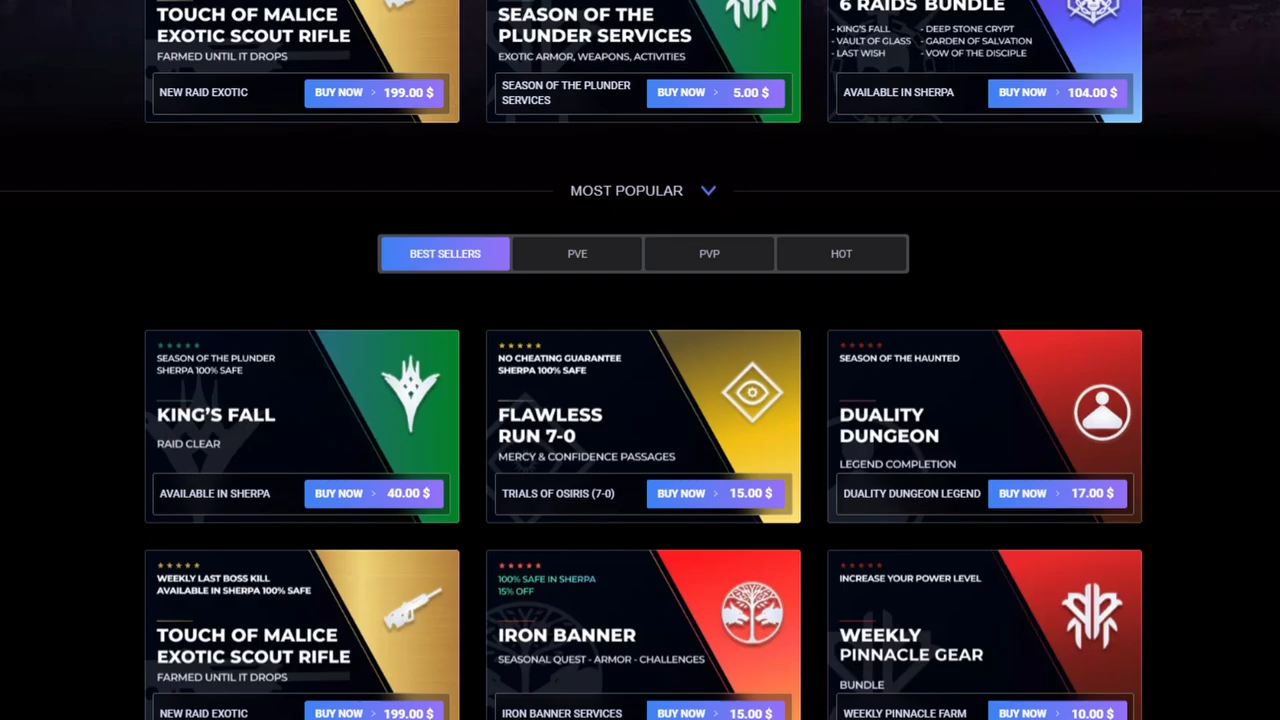 TOUCH OF MALICE
EXOTIC SCOUT RIFLE
FARMED UNTIL IT DROPS
NEW RAID EXOTIC
BUY NOW > 199.00 $
SEASON OF THE
PLUNDER SERVICES
EXOTIC ARMOR, WEAPONS, ACTIVITIES
SEASON OF THE PLUNDER
SERVICES
BUY NOW > 5.00 $
6 RAIDS BUNDLE
- KING'S FALL - DEEP STONE CRYPT
- VAULT OF GLASS - GARDEN OF SALVATION
- LAST WISH - VOW OF THE DISCIPLE
AVAILABLE IN SHERPA
BUY NOW > 104.00 $
MOST POPULAR
BEST SELLERS
PVE
PVP
HOT
SEASON OF THE PLUNDER
SHERPA 100% SAFE
KING'S FALL
RAID CLEAR
AVAILABLE IN SHERPA
BUY NOW > 40.00 $
NO CHEATING GUARANTEE
SHERPA 100% SAFE
FLAWLESS
RUN 7-0
MERCY & CONFIDENCE PASSAGES
TRIALS OF OSIRIS (7-0)
BUY NOW > 15.00 $
SEASON OF THE HAUNTED
DUALITY
DUNGEON
LEGEND COMPLETION
DUALITY DUNGEON LEGEND
BUY NOW > 17.00 $
WEEKLY LAST BOSS KILL
AVAILABLE IN SHERPA 100% SAFE
TOUCH OF MALICE
EXOTIC SCOUT RIFLE
FARMED UNTIL IT DROPS
NEW RAID EXOTIC
BUY NOW > 199.00 $
100% SAFE IN SHERPA
15% OFF
IRON BANNER
SEASONAL QUEST - ARMOR - CHALLENGES
IRON BANNER SERVICES
BUY NOW > 15.00 $
INCREASE YOUR POWER LEVEL
WEEKLY
PINNACLE GEAR
BUNDLE
WEEKLY PINNACLE FARM
BUY NOW > 10.00 $